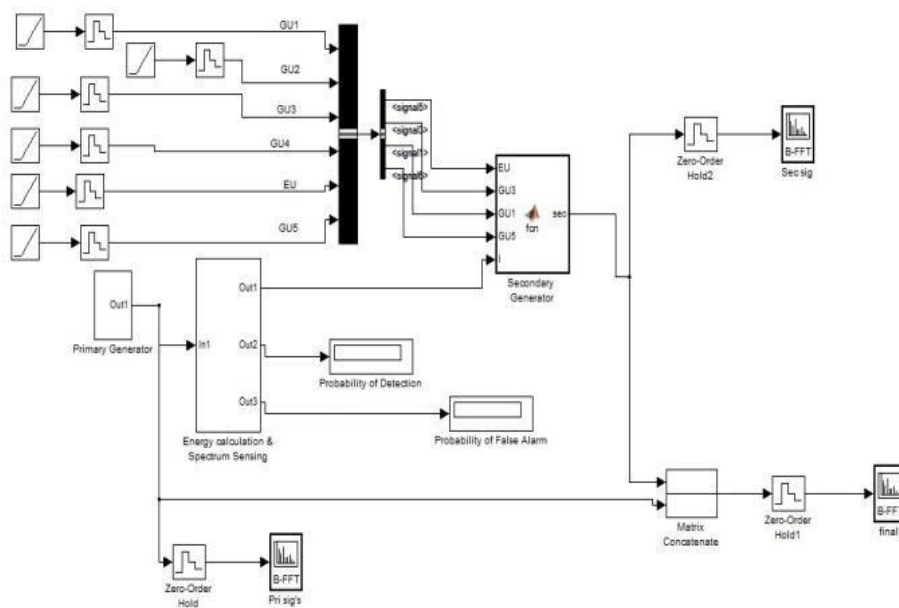 GU1
GU2
GU3
GU4
EU
GU5
<signal5>
<signal3>
<signal1>
<signal6>
EU
GU3
GU1
GU5
I
fcn
sec
Secondary
Generator
Zero-Order
Hold2
B-FFT
Sec sig
Out1
Primary Generator
In1
Out1
Out2
Out3
Energy calculation &
Spectrum Sensing
Probability of Detection
Probability of False Alarm
Matrix
Concatenate
Zero-Order
Hold1
B-FFT
final
Zero-Order
Hold
B-FFT
Pri sig's